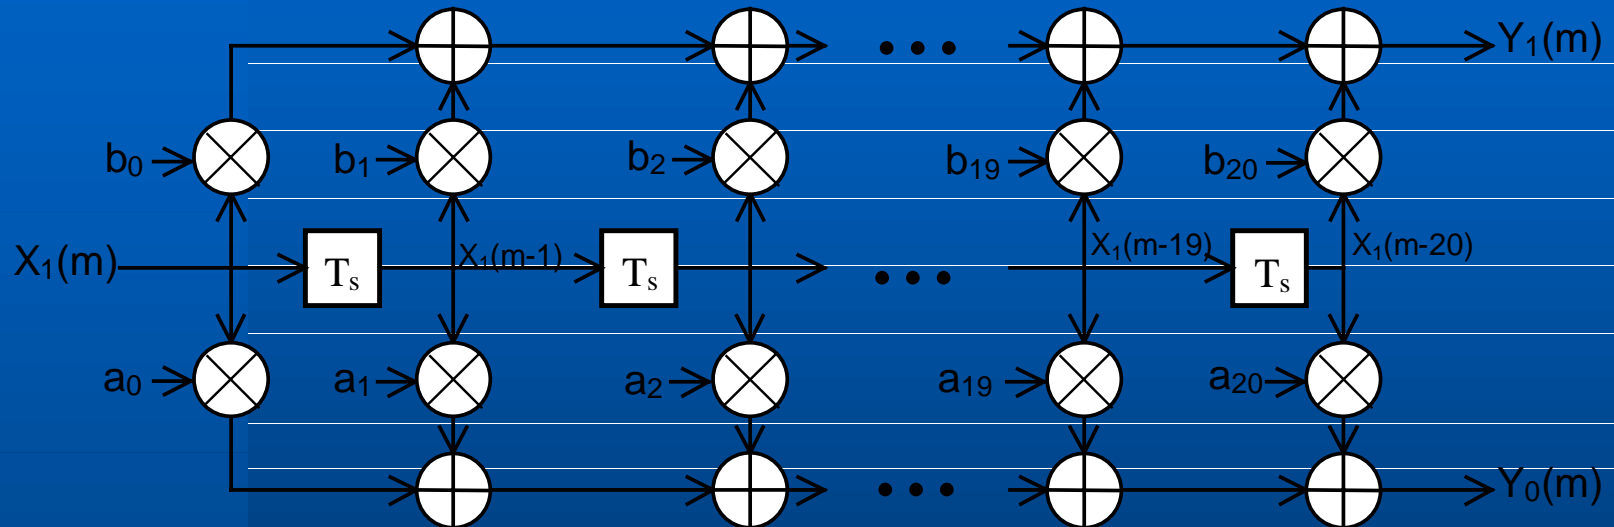 Y₁(m)
b₀ b₁ b₂ b₁₉ b₂₀
X₁(m) Tₛ X₁(m-1) Tₛ X₁(m-19) Tₛ X₁(m-20)
a₀ a₁ a₂ a₁₉ a₂₀
Y₀(m)